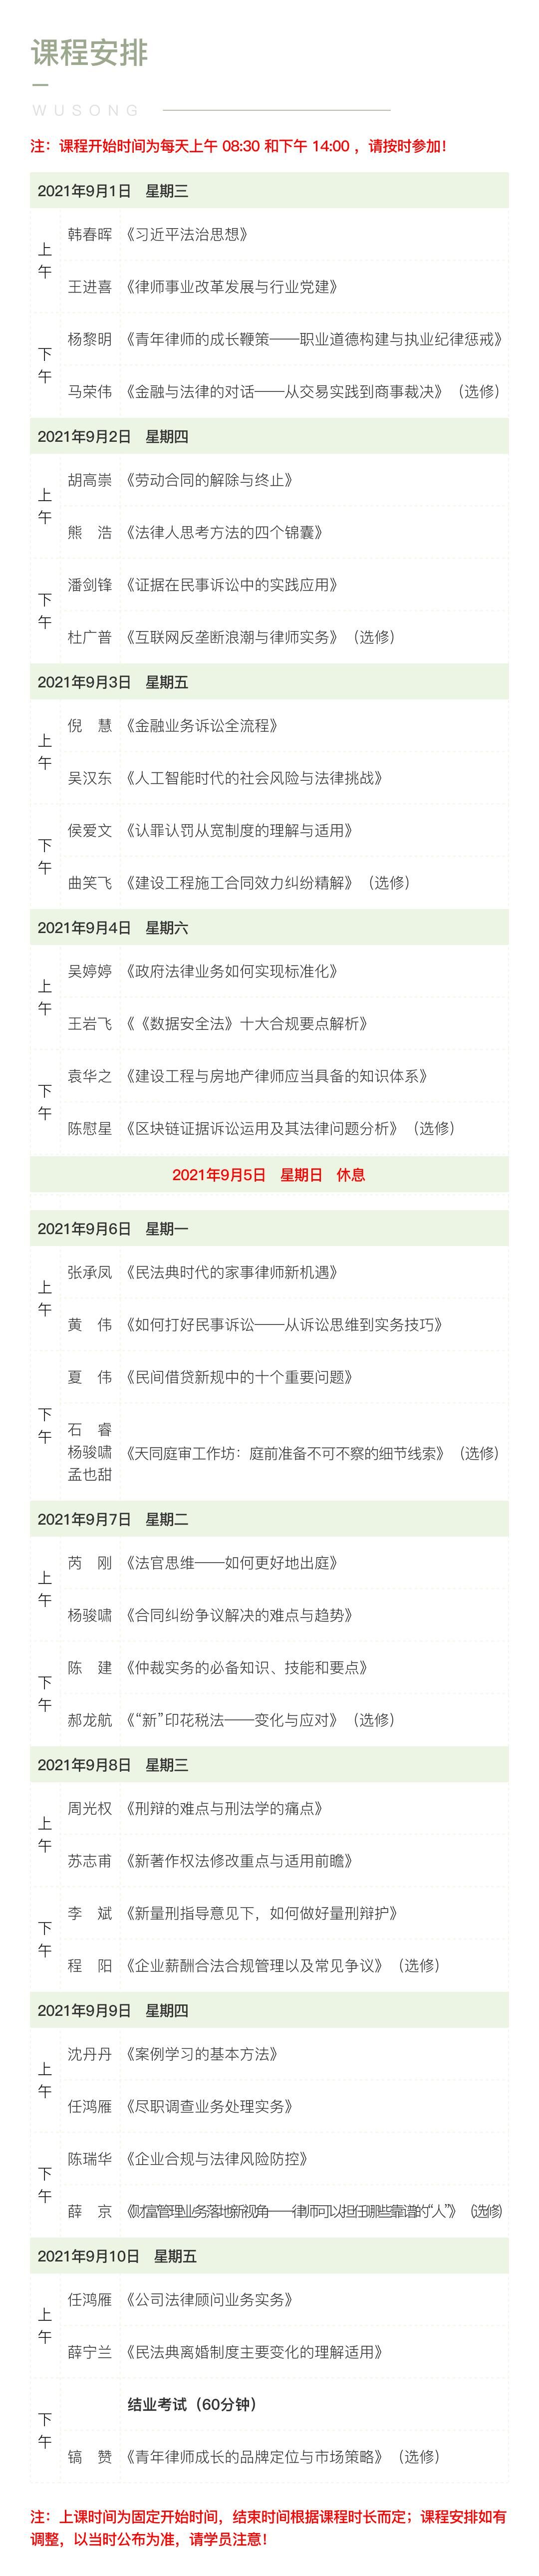 课程安排
WUSONG
注：课程开始时间为每天上午 08:30 和下午 14:00 ，请按时参加！
2021年9月1日 星期三
上午
韩春晖 《习近平法治思想》
王进喜 《律师事业改革发展与行业党建》
下午
杨黎明 《青年律师的成长鞭策——职业道德构建与执业纪律惩戒》
马荣伟 《金融与法律的对话——从交易实践到商事裁决》（选修）
2021年9月2日 星期四
上午
胡高崇 《劳动合同的解除与终止》
熊 浩 《法律人思考方法的四个锦囊》
下午
潘剑锋 《证据在民事诉讼中的实践应用》
杜广普 《互联网反垄断浪潮与律师实务》（选修）
2021年9月3日 星期五
上午
倪 慧 《金融业务诉讼全流程》
吴汉东 《人工智能时代的社会风险与法律挑战》
下午
侯爱文 《认罪认罚从宽制度的理解与适用》
曲笑飞 《建设工程施工合同效力纠纷精解》（选修）
2021年9月4日 星期六
上午
吴婷婷 《政府法律业务如何实现标准化》
王岩飞 《《数据安全法》十大合规要点解析》
下午
袁华之 《建设工程与房地产律师应当具备的知识体系》
陈慰星 《区块链证据诉讼运用及其法律问题分析》（选修）
2021年9月5日 星期日 休息
2021年9月6日 星期一
上午
张承凤 《民法典时代的家事律师新机遇》
黄 伟 《如何打好民事诉讼——从诉讼思维到实务技巧》
下午
夏 伟 《民间借贷新规中的十个重要问题》
石 睿
杨骏啸
孟也甜
《天同庭审工作坊：庭前准备不可不察的细节线索》（选修）
2021年9月7日 星期二
上午
芮 刚 《法官思维——如何更好地出庭》
杨骏啸 《合同纠纷争议解决的难点与趋势》
下午
陈 建 《仲裁实务的必备知识、技能和要点》
郝龙航 《“新”印花税法——变化与应对》（选修）
2021年9月8日 星期三
上午
周光权 《刑辩的难点与刑法学的痛点》
苏志甫 《新著作权法修改重点与适用前瞻》
下午
李 斌 《新量刑指导意见下，如何做好量刑辩护》
程 阳 《企业薪酬合法合规管理以及常见争议》（选修）
2021年9月9日 星期四
上午
沈丹丹 《案例学习的基本方法》
任鸿雁 《尽职调查业务处理实务》
下午
陈瑞华 《企业合规与法律风险防控》
薛 京 《财富管理业务落地新视角——律师可以担任哪些靠谱的“人”》（选修）
2021年9月10日 星期五
上午
任鸿雁 《公司法律顾问业务实务》
薛宁兰 《民法典离婚制度主要变化的理解适用》
下午
结业考试（60分钟）
镐 赞 《青年律师成长的品牌定位与市场策略》（选修）
注：上课时间为固定开始时间，结束时间根据课程时长而定；课程安排如有
调整，以当时公布为准，请学员注意！